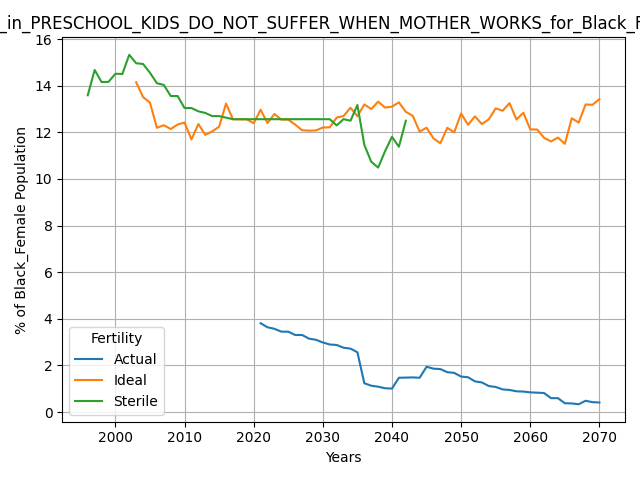 _in_PRESCHOOL_KIDS_DO_NOT_SUFFER_WHEN_MOTHER_WORKS_for_Black_F
% of Black_Female Population
16
14
12
10
8
6
4
2
0
Fertility
Actual
Ideal
Sterile
2000 2010 2020 2030 2040 2050 2060 2070
Years